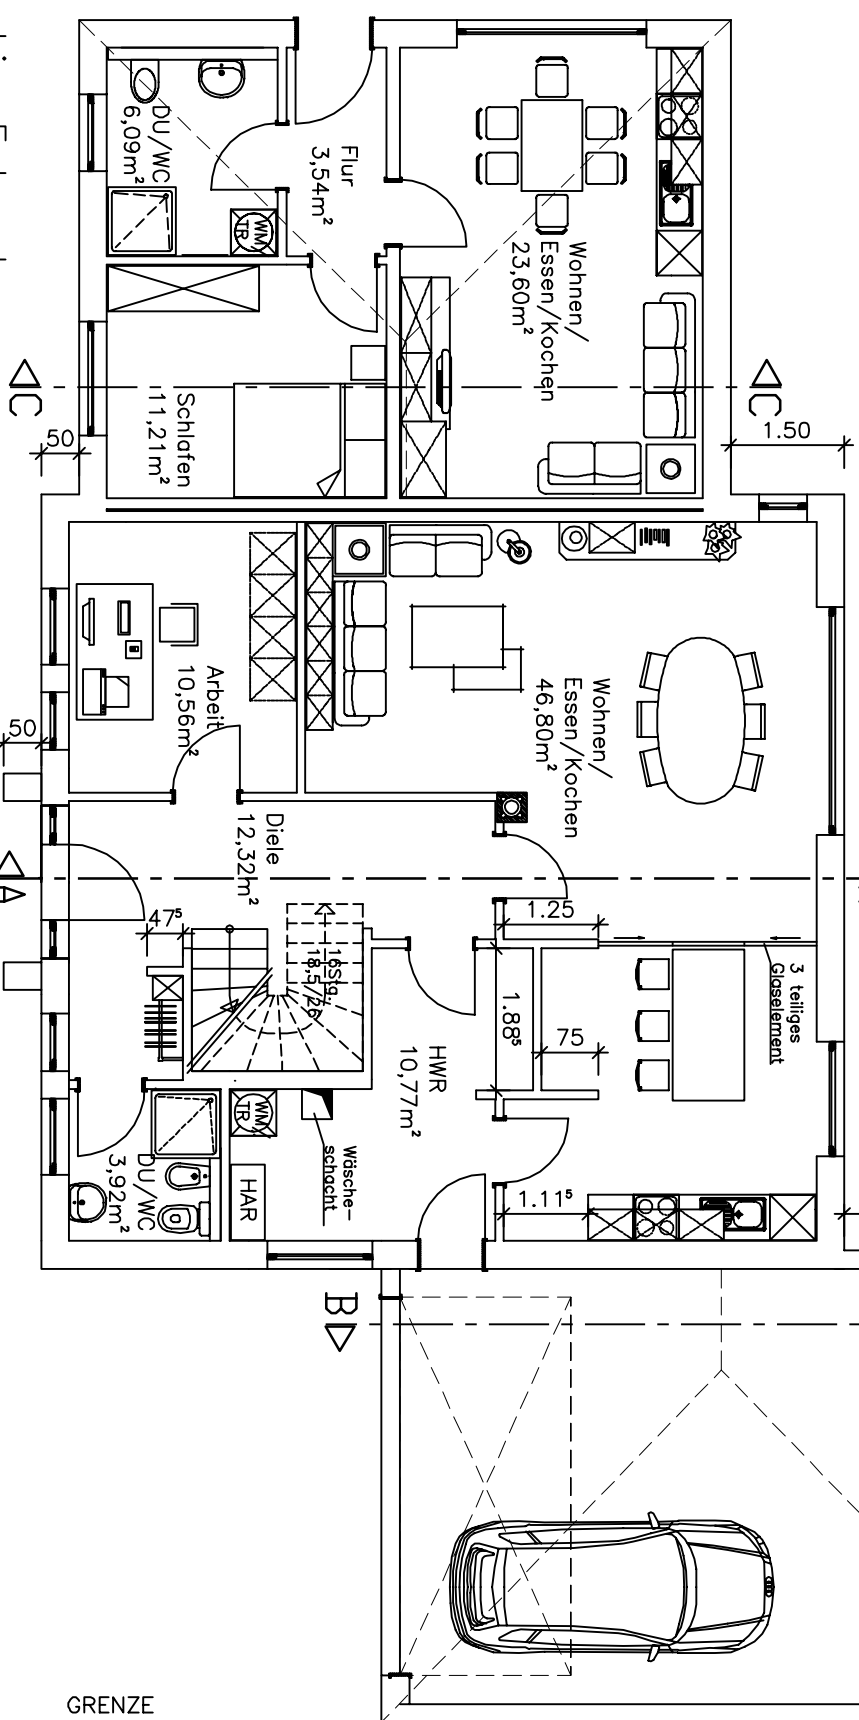 DU/WC
6,09m²
Flur
3,54m²
WM
TR
Wohnen/
Essen/Kochen
23,60m²
Schlafen
11,21m²
C
C
50
1.50
Arbeit
10,56m²
Wohnen/
Essen/Kochen
46,80m²
50
Diele
12,32m²
A
47⁵
1.25
16Stg.
18,5/26
3 teiliges
Glaselement
1.88⁵
75
HWR
10,77m²
WM
TR
Wäsche-
schacht
DU/WC
3,92m²
HAR
1.11⁵
B
GRENZE